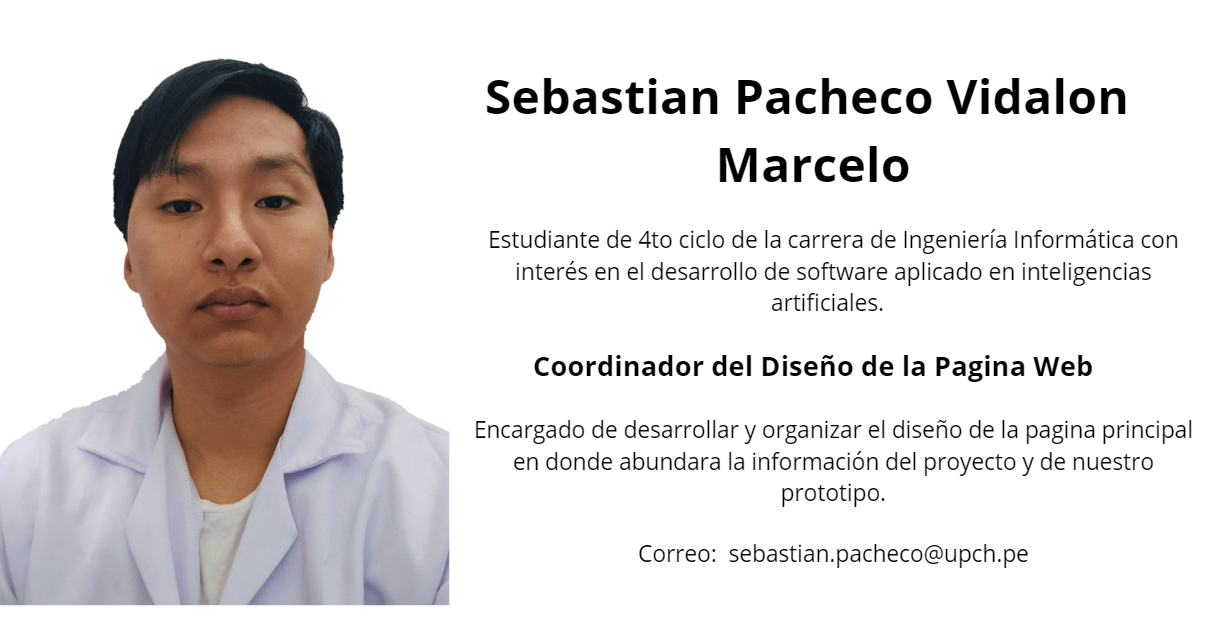 Sebastian Pacheco Vidalon
Marcelo
Estudiante de 4to ciclo de la carrera de Ingeniería Informática con
interés en el desarrollo de software aplicado en inteligencias
artificiales.
Coordinador del Diseño de la Pagina Web
Encargado de desarrollar y organizar el diseño de la pagina principal
en donde abundara la información del proyecto y de nuestro
prototipo.
Correo:  sebastian.pacheco@upch.pe